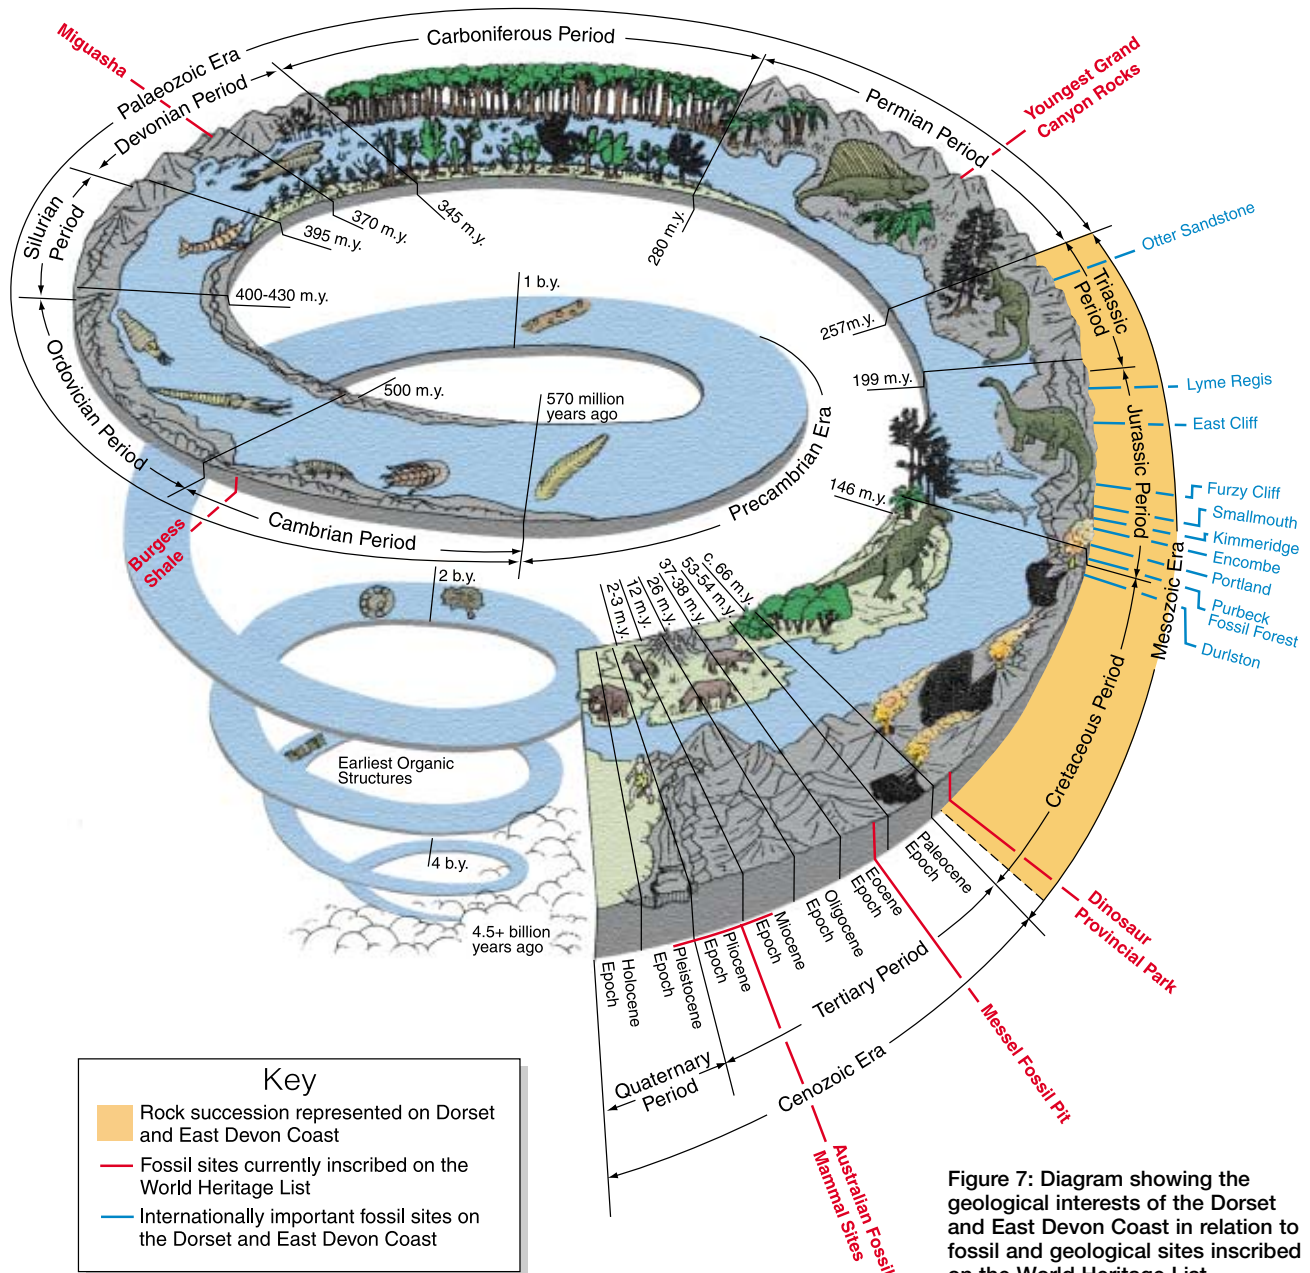 Miguasha
Palaeozoic Era
Devonian Period
Carboniferous Period
Permian Period
Youngest Grand
Canyon Rocks
Silurian
Period
345 m.y.
370 m.y.
395 m.y.
280 m.y.
400-430 m.y.
1 b.y.
257m.y.
Triassic
Period
Otter Sandstone
Ordovician Period
500 m.y.
570 million
years ago
199 m.y.
Lyme Regis
East Cliff
Jurassic Period
Precambrian Era
146 m.y.
Furzy Cliff
Smallmouth
Kimmeridge
Encombe
Portland
Purbeck
Fossil Forest
Durlston
Mesozoic Era
Burgess
Shale
Cambrian Period
2 b.y.
c. 66 m.y.
53-54 m.y.
37-38 m.y.
26 m.y.
12 m.y.
2-3 m.y.
Cretaceous Period
Earliest Organic
Structures
4 b.y.
4.5+ billion
years ago
Holocene
Epoch
Pleistocene
Epoch
Pliocene
Epoch
Miocene
Epoch
Oligocene
Epoch
Eocene
Epoch
Paleocene
Epoch
Dinosaur
Provincial Park
Tertiary Period
Quaternary
Period
Cenozoic Era
Messel Fossil Pit
Australian Fossil
Mammal Sites
Key
Rock succession represented on Dorset
and East Devon Coast
Fossil sites currently inscribed on the
World Heritage List
Internationally important fossil sites on
the Dorset and East Devon Coast
Figure 7: Diagram showing the
geological interests of the Dorset
and East Devon Coast in relation to
fossil and geological sites inscribed
on the World Heritage List